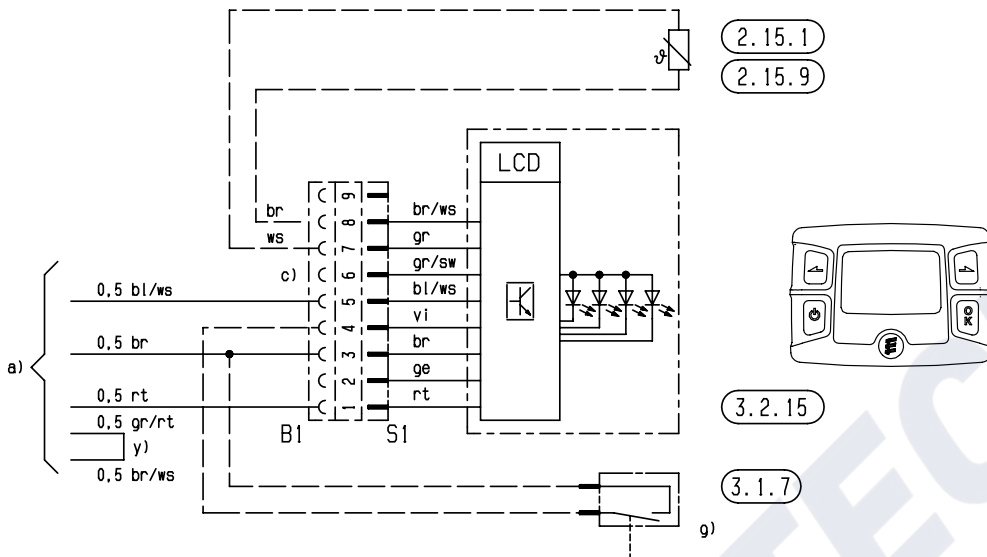 2.15.1
ϑ
2.15.9
LCD
br
ws
c)
9
8
7
6
5
4
3
2
1
br/ws
gr
gr/sw
bl/ws
vi
br
ge
rt
a)
0,5 bl/ws
0,5 br
0,5 rt
0,5 gr/rt
y)
0,5 br/ws
B1
S1
OK
3.2.15
3.1.7
g)